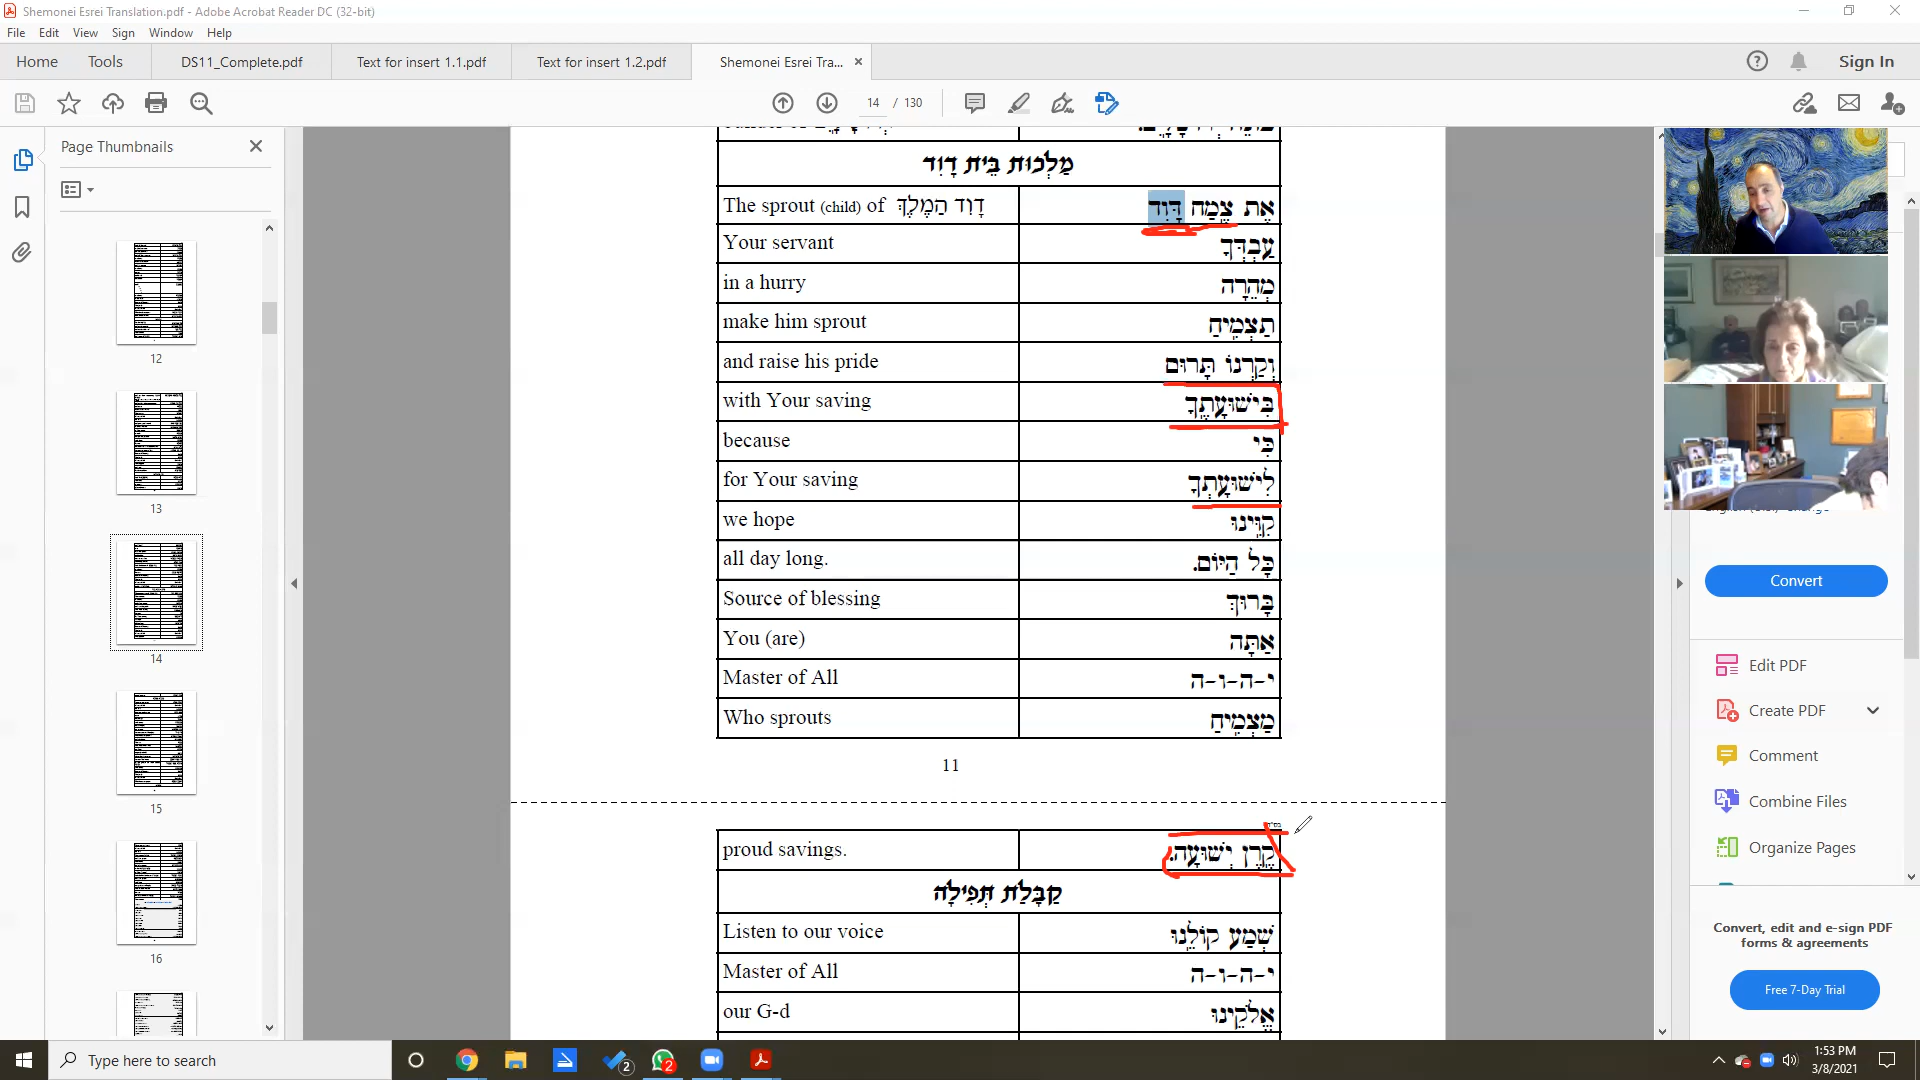 Shemonei Esrei Translation.pdf - Adobe Acrobat Reader DC (32-bit)
File Edit View Sign Window Help
Home Tools DS11_Complete.pdf Text for insert 1.1.pdf Text for insert 1.2.pdf Shemonei Esrei Tra... Sign In
14 / 130
Page Thumbnails
12
13
14
15
16
מַלְכוּת בֵּית דָוִד
The sprout (child) of דָוִד הַמֶלֶךְ אֶת צֶמַח דָּוִד
Your servant עַבְדְּךָ
in a hurry מְהֵרָה
make him sprout תַצְמִיחַ
and raise his pride וְקַרְנוֹ תָּרוּם
with Your saving בִּישׁוּעָתֶךָ
because כִּי
for Your saving לִישׁוּעָתְךָ
we hope קִוִּינוּ
all day long. כָּל הַיּוֹם.
Source of blessing בָּרוּךְ
You (are) אַתָּה
Master of All י-ה-ו-ה
Who sprouts מַצְמִיחַ
11
proud savings. קֶרֶן יְשׁוּעָה.
קַבָּלַת תְּפִילָה
Listen to our voice שְׁמַע קוֹלֵנוּ
Master of All י-ה-ו-ה
our G-d אֱלֹקֵינוּ
Convert
Edit PDF
Create PDF
Comment
Combine Files
Organize Pages
Convert, edit and e-sign PDF
forms & agreements
Free 7-Day Trial
Type here to search
2
2
1:53 PM
3/8/2021